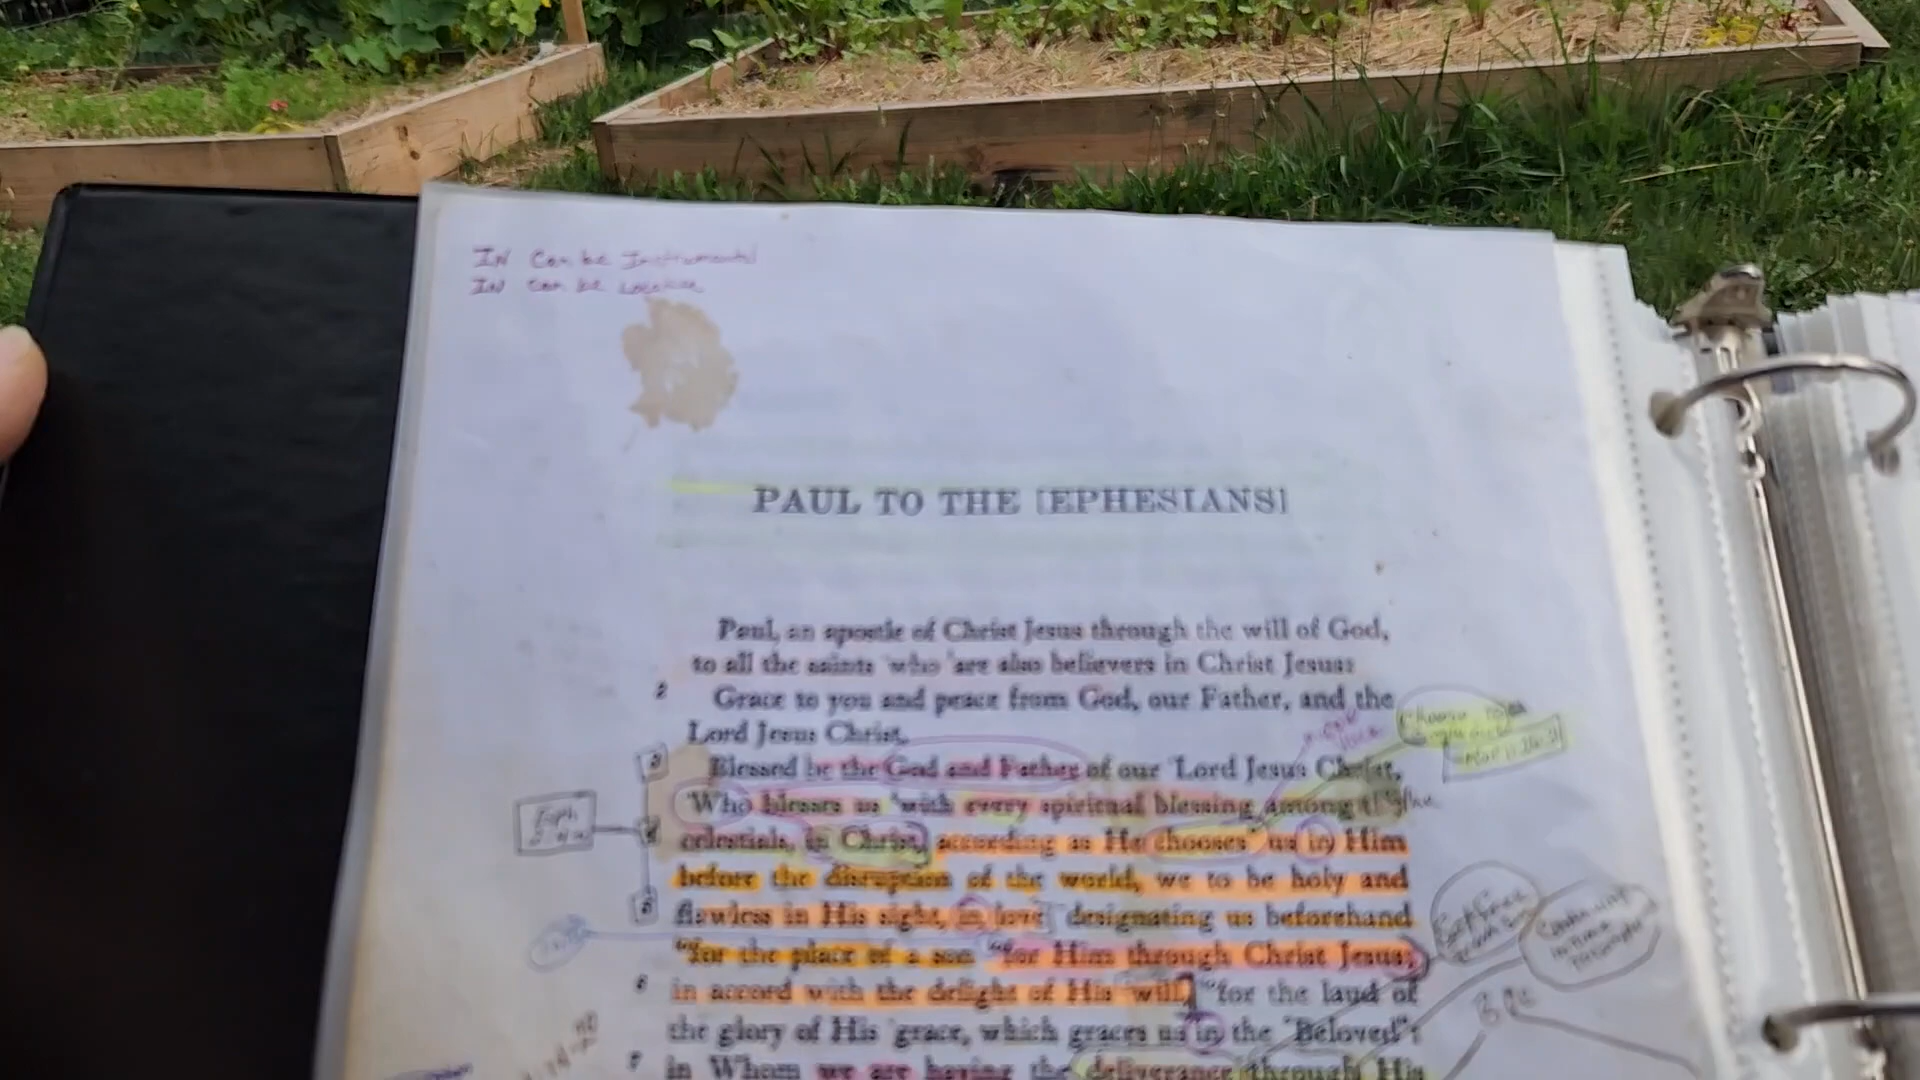 IN Can be Instrumental
IN Can be Locative
PAUL TO THE [EPHESIANS]
Paul, an apostle of Christ Jesus through the will of God,
to all the saints who are also believers in Christ Jesus:
2 Grace to you and peace from God, our Father, and the
Lord Jesus Christ.
3 Blessed be the God and Father of our Lord Jesus Christ,
Who blesses us with every spiritual blessing among the
4 celestials, in Christ, according as He chooses us in Him
before the disruption of the world, we to be holy and
5 flawless in His sight, in love designating us beforehand
for the place of a son for Him through Christ Jesus;
6 in accord with the delight of His will, for the laud of
the glory of His grace, which graces us in the Beloved:
7 in Whom we are having the deliverance through His